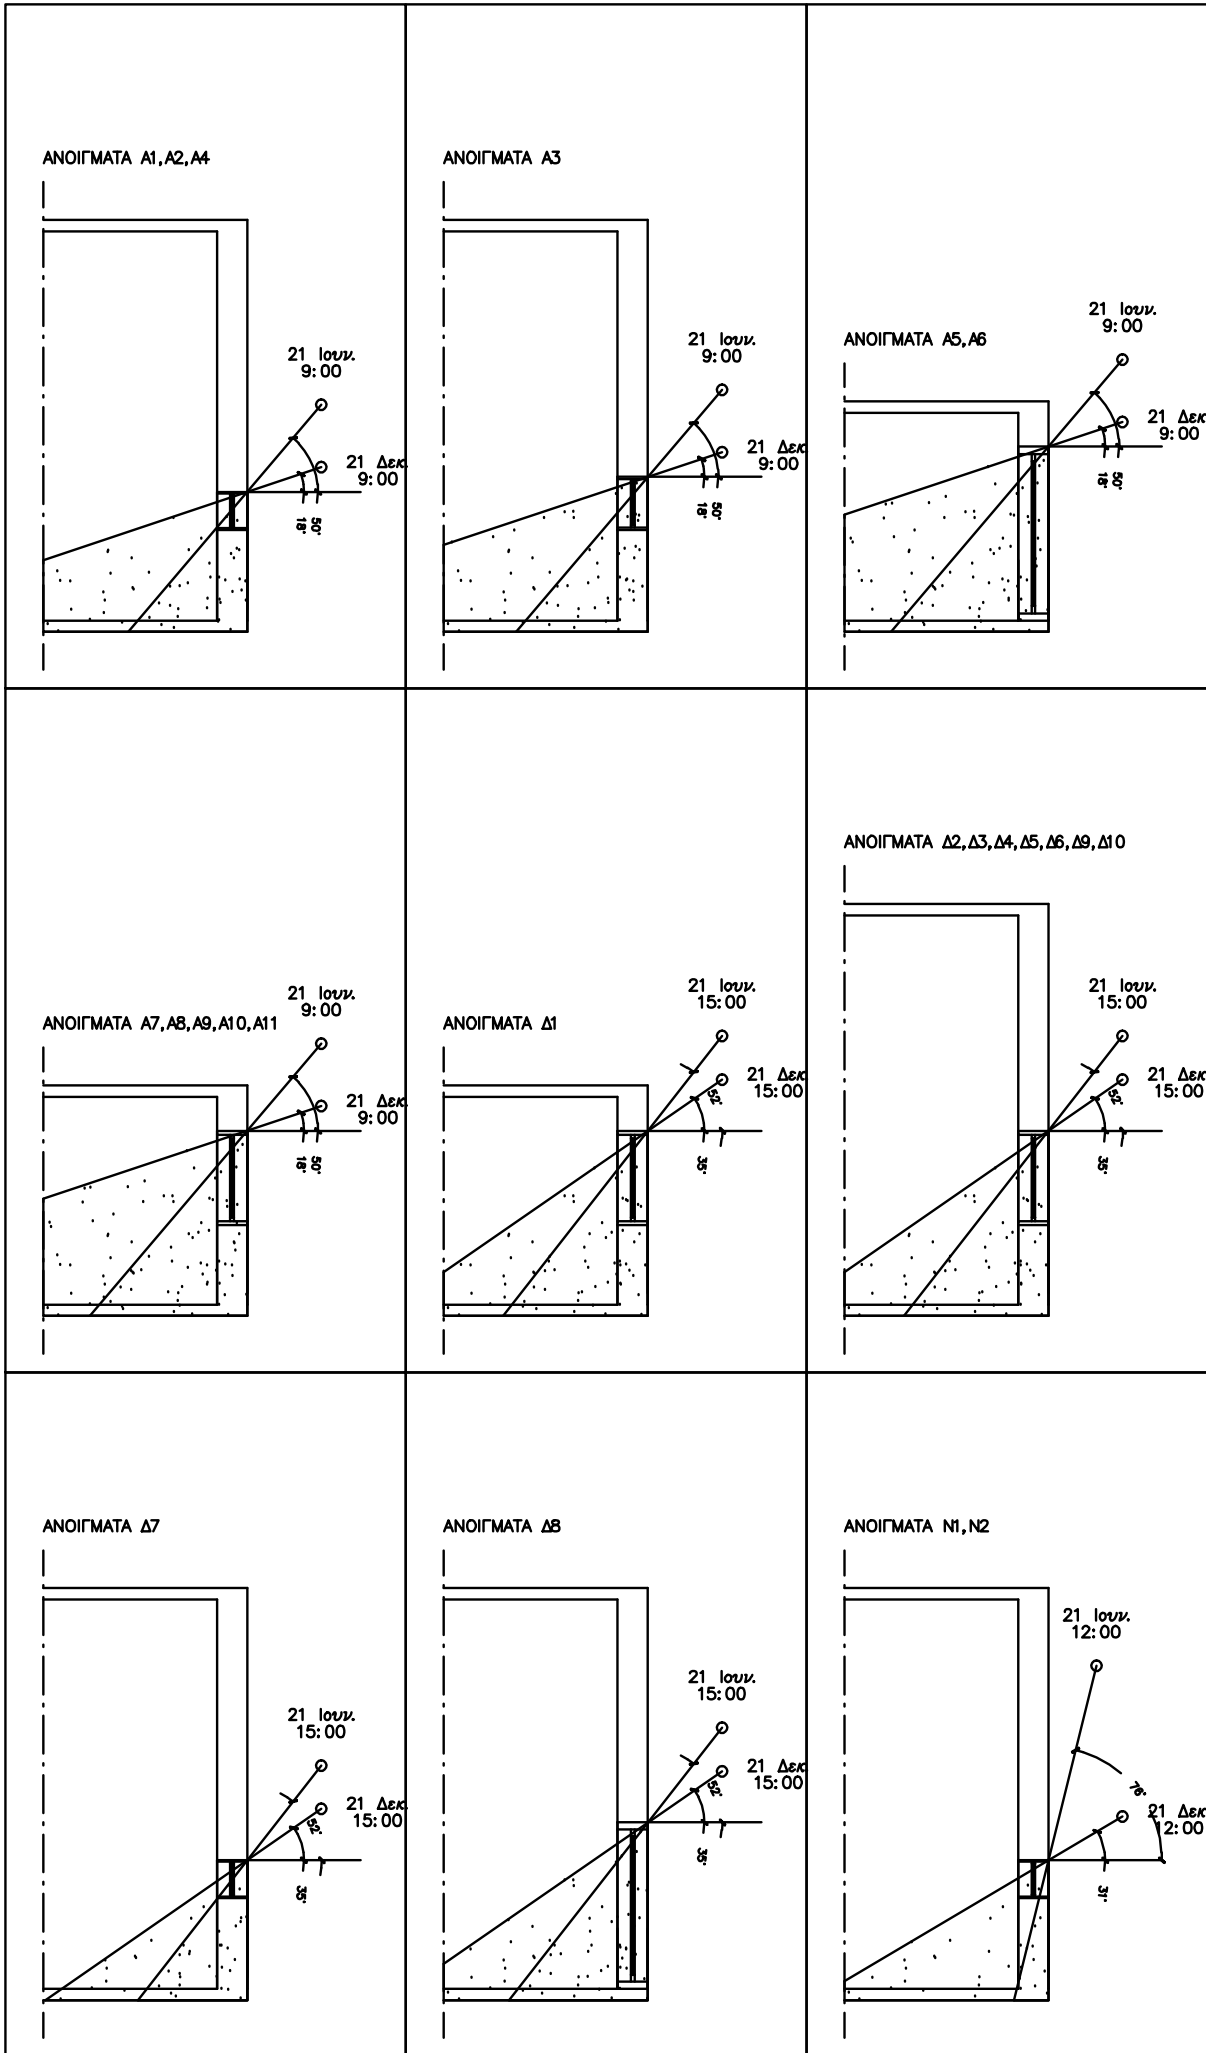 ΑΝΟΙΓΜΑΤΑ Α1,Α2,Α4
21 Ιουν.
9:00
21 Δεκ.
9:00
50°
18°
ΑΝΟΙΓΜΑΤΑ Α3
21 Ιουν.
9:00
21 Δεκ
9:00
50°
18°
ΑΝΟΙΓΜΑΤΑ Α5,Α6
21 Ιουν.
9:00
21 Δεκ
9:00
50°
18°
ΑΝΟΙΓΜΑΤΑ Α7,Α8,Α9,Α10,Α11
21 Ιουν.
9:00
21 Δεκ.
9:00
50°
18°
ΑΝΟΙΓΜΑΤΑ Δ1
21 Ιουν.
15:00
21 Δεκ
15:00
52°
35°
ΑΝΟΙΓΜΑΤΑ Δ2,Δ3,Δ4,Δ5,Δ6,Δ9,Δ10
21 Ιουν.
15:00
21 Δεκ
15:00
52°
35°
ΑΝΟΙΓΜΑΤΑ Δ7
21 Ιουν.
15:00
21 Δεκ.
15:00
52°
35°
ΑΝΟΙΓΜΑΤΑ Δ8
21 Ιουν.
15:00
21 Δεκ
15:00
52°
35°
ΑΝΟΙΓΜΑΤΑ Ν1,Ν2
21 Ιουν.
12:00
76°
21 Δεκ
12:00
31°